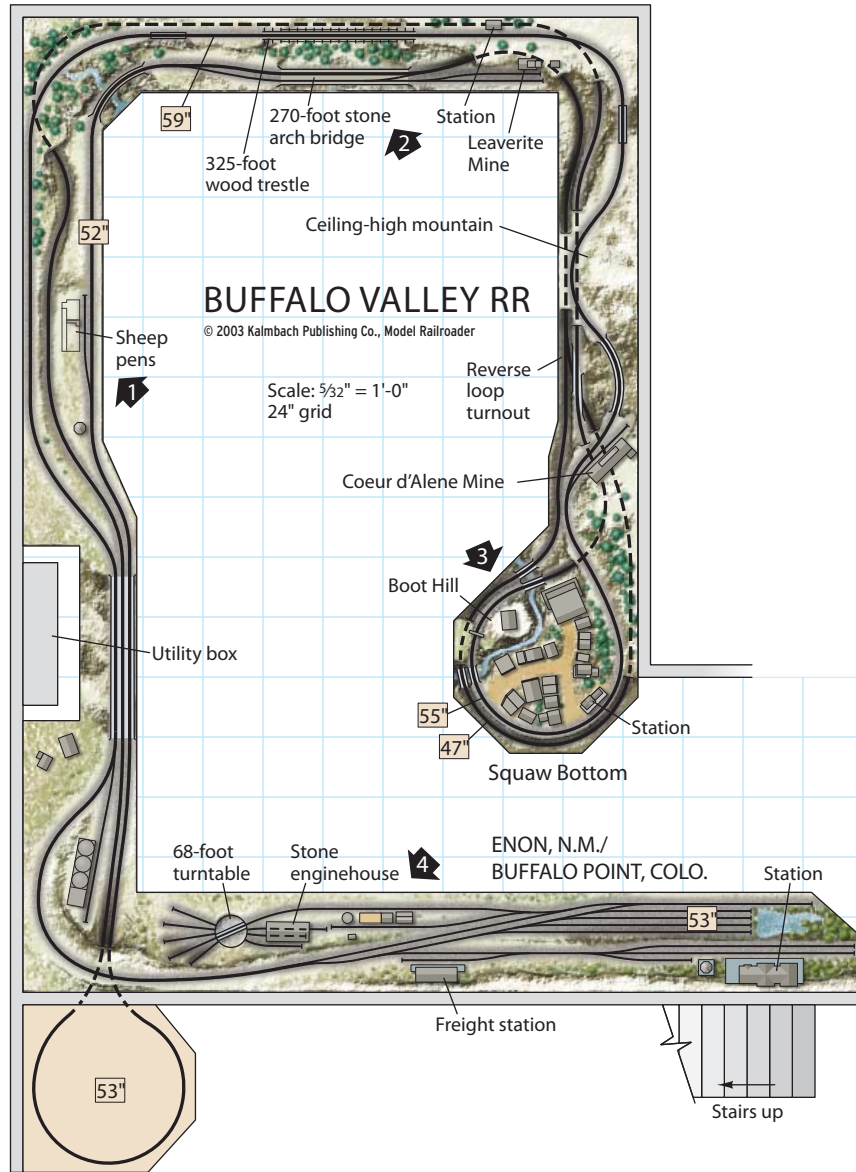 Station
Leaverite
Mine
59"
270-foot stone
arch bridge
2
325-foot
wood trestle
52"
Ceiling-high mountain
BUFFALO VALLEY RR
© 2003 Kalmbach Publishing Co., Model Railroader
Sheep
pens
1
Scale: 5/32" = 1'-0"
24" grid
Reverse
loop
turnout
Coeur d'Alene Mine
3
Boot Hill
Utility box
55"
47"
Station
Squaw Bottom
68-foot
turntable
Stone
enginehouse
4
ENON, N.M./
BUFFALO POINT, COLO.
Station
53"
Freight station
53"
Stairs up